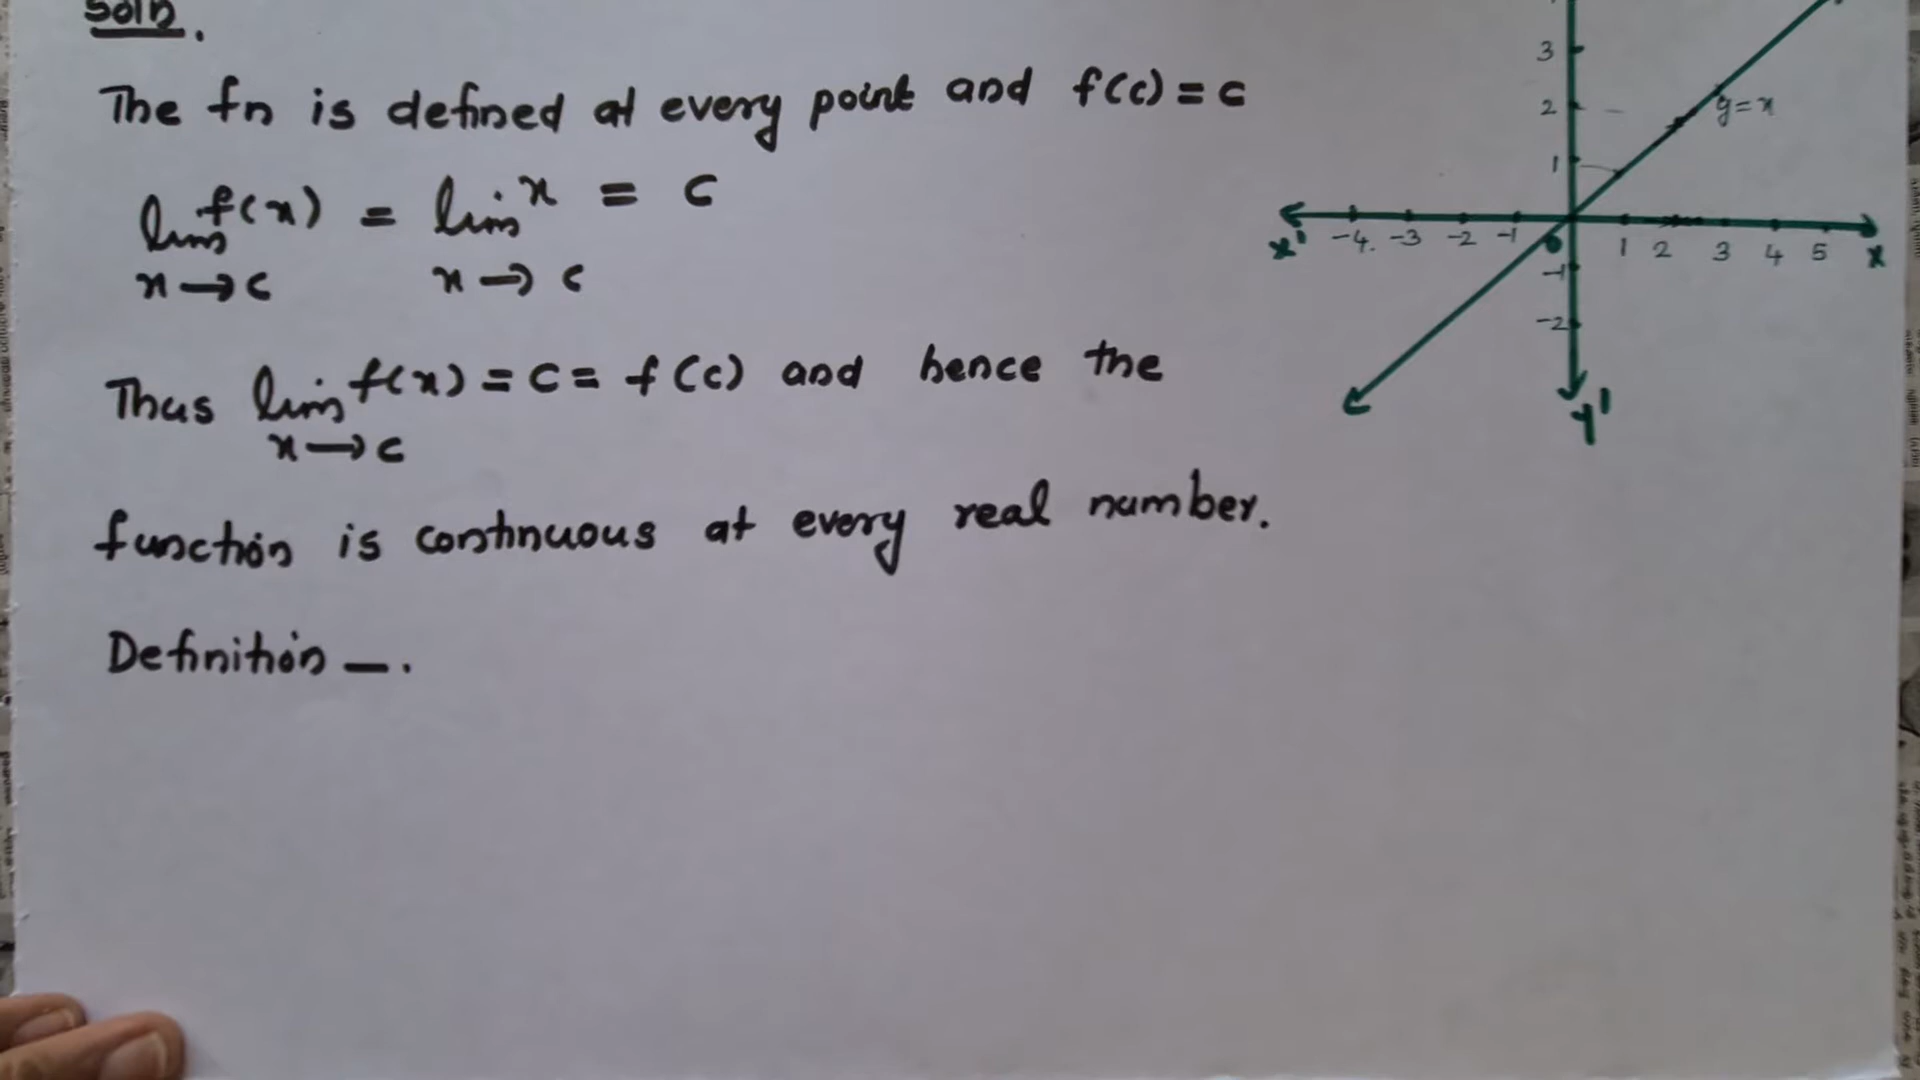 Soln.
The fn is defined at every point and f(c) = c
lim f(x) = lim x = c
x→c x→c
Thus lim f(x) = c = f(c) and hence the
x→c
function is continuous at every real number.
Definition —.
3
2
y=x
1
x' -4. -3 -2 -1 0 1 2 3 4 5 x
-1
-2
y'